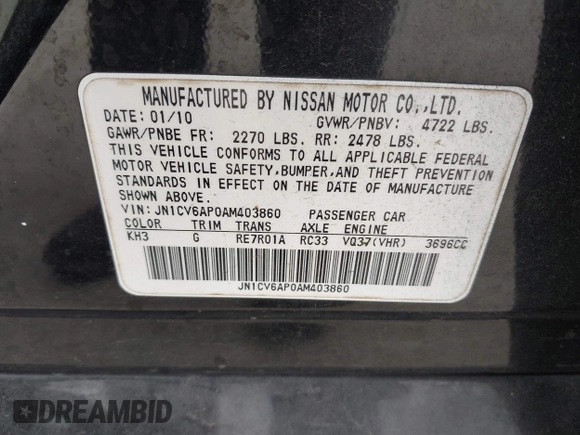 MANUFACTURED BY NISSAN MOTOR CO.,LTD.
DATE: 01/10 GVWR/PNBV: 4722 LBS.
GAWR/PNBE FR: 2270 LBS. RR: 2478 LBS.
THIS VEHICLE CONFORMS TO ALL APPLICABLE FEDERAL
MOTOR VEHICLE SAFETY,BUMPER,AND THEFT PREVENTION
STANDARDS IN EFFECT ON THE DATE OF MANUFACTURE
SHOWN ABOVE.
VIN: JN1CV6AP0AM403860 PASSENGER CAR
COLOR TRIM TRANS AXLE ENGINE
KH3 G RE7R01A RC33 VQ37(VHR) 3696CC
JN1CV6AP0AM403860
DREAMBID